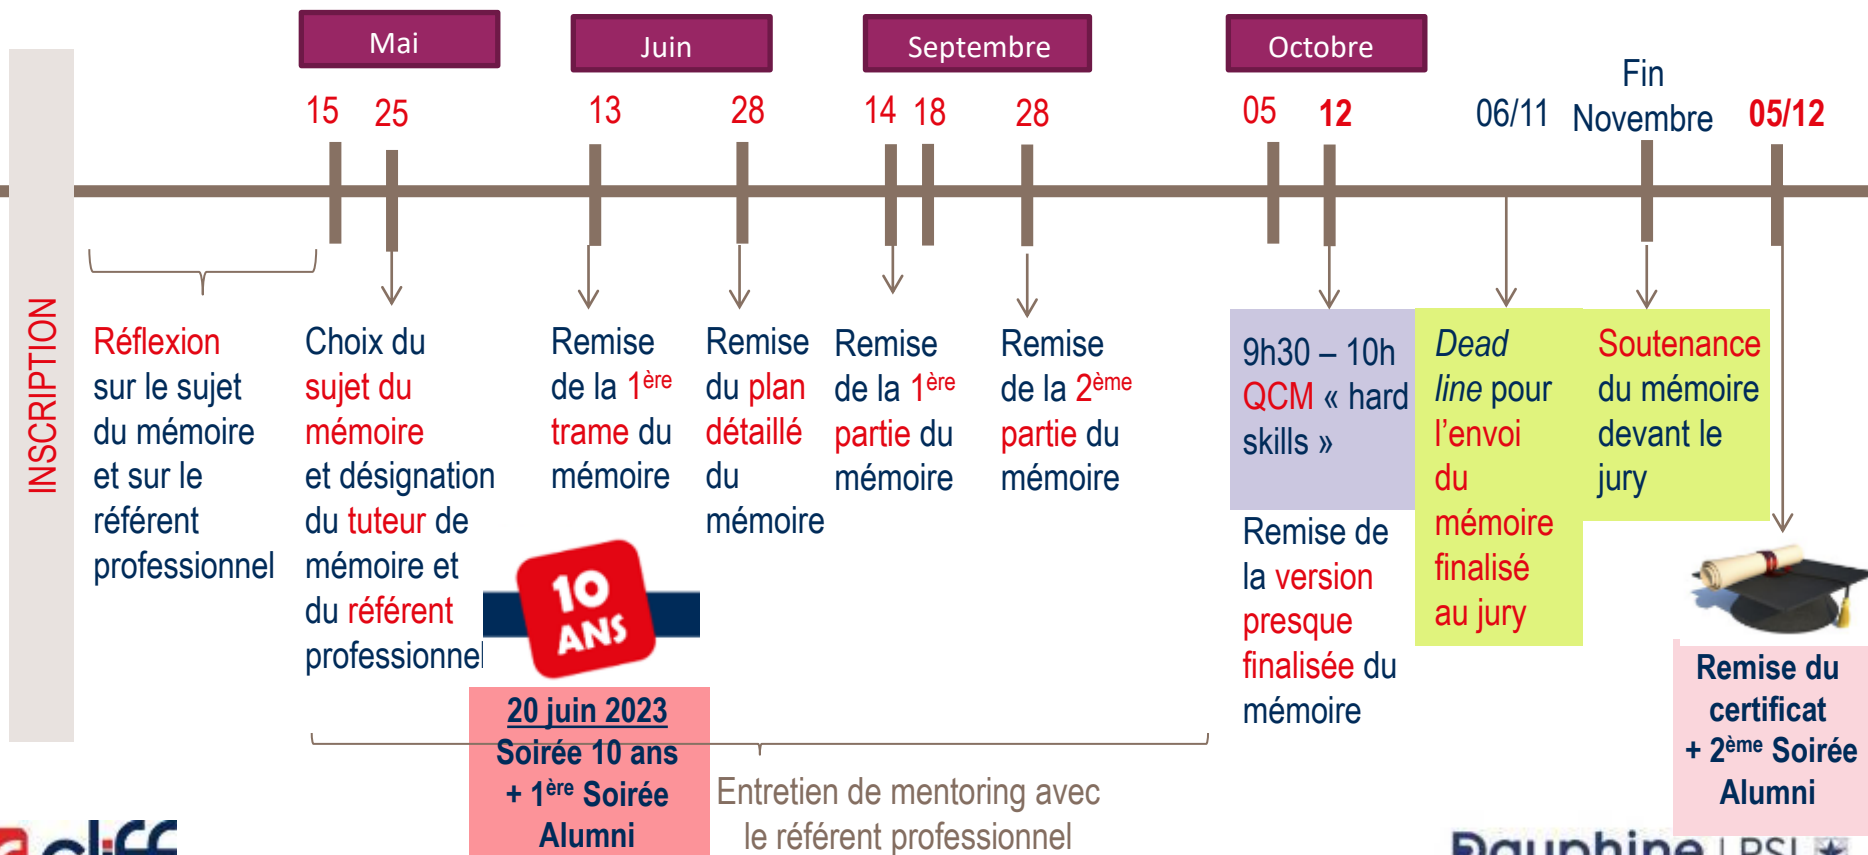 Mai
Juin
Septembre
Octobre
15
25
13
28
14
18
28
05
12
06/11
Fin
Novembre
05/12
INSCRIPTION
Réflexion
sur le sujet
du mémoire
et sur le
référent
professionnel
Choix du
sujet du
mémoire
et désignation
du tuteur de
mémoire et
du référent
professionnel
Remise
de la 1ère
trame du
mémoire
Remise
du plan
détaillé
du
mémoire
Remise
de la 1ère
partie du
mémoire
Remise
de la 2ème
partie du
mémoire
9h30 – 10h
QCM « hard
skills »
Remise de
la version
presque
finalisée du
mémoire
Dead
line pour
l’envoi
du
mémoire
finalisé
au jury
Soutenance
du mémoire
devant le
jury
10
ANS
20 juin 2023
Soirée 10 ans
+ 1ère Soirée
Alumni
Entretien de mentoring avec
le référent professionnel
Remise du
certificat
+ 2ème Soirée
Alumni
cliff
Dauphine | PSL